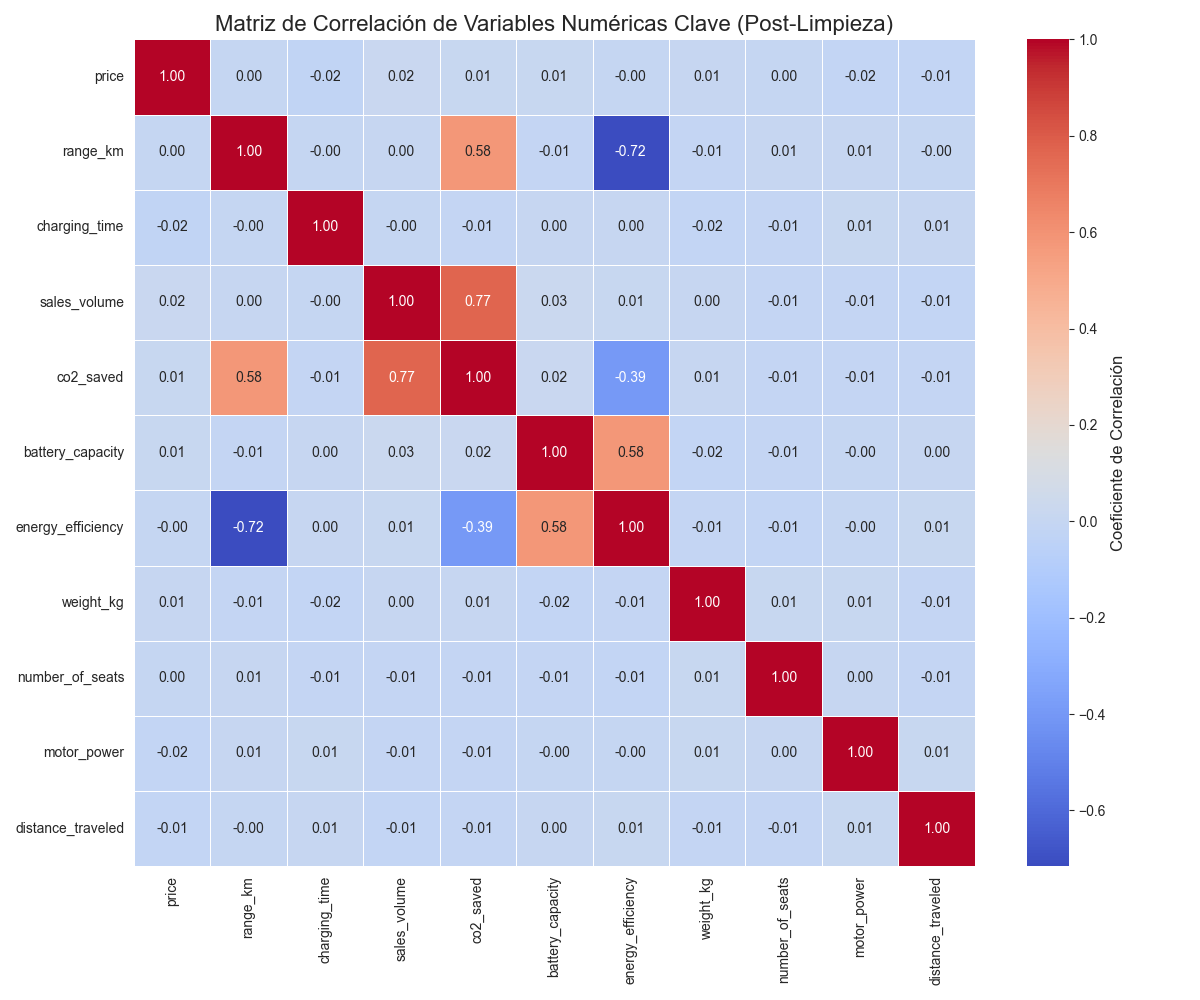 Matriz de Correlación de Variables Numéricas Clave (Post-Limpieza)
price 1.00 0.00 -0.02 0.02 0.01 0.01 -0.00 0.01 0.00 -0.02 -0.01
range_km 0.00 1.00 -0.00 0.00 0.58 -0.01 -0.72 -0.01 0.01 0.01 -0.00
charging_time -0.02 -0.00 1.00 -0.00 -0.01 0.00 0.00 -0.02 -0.01 0.01 0.01
sales_volume 0.02 0.00 -0.00 1.00 0.77 0.03 0.01 0.00 -0.01 -0.01 -0.01
co2_saved 0.01 0.58 -0.01 0.77 1.00 0.02 -0.39 0.01 -0.01 -0.01 -0.01
battery_capacity 0.01 -0.01 0.00 0.03 0.02 1.00 0.58 -0.02 -0.01 -0.00 0.00
energy_efficiency -0.00 -0.72 0.00 0.01 -0.39 0.58 1.00 -0.01 -0.01 -0.00 0.01
weight_kg 0.01 -0.01 -0.02 0.00 0.01 -0.02 -0.01 1.00 0.01 0.01 -0.01
number_of_seats 0.00 0.01 -0.01 -0.01 -0.01 -0.01 -0.01 0.01 1.00 0.00 -0.01
motor_power -0.02 0.01 0.01 -0.01 -0.01 -0.00 -0.00 0.01 0.00 1.00 0.01
distance_traveled -0.01 -0.00 0.01 -0.01 -0.01 0.00 0.01 -0.01 -0.01 0.01 1.00
price
range_km
charging_time
sales_volume
co2_saved
battery_capacity
energy_efficiency
weight_kg
number_of_seats
motor_power
distance_traveled
1.0
0.8
0.6
0.4
0.2
0.0
−0.2
−0.4
−0.6
Coeficiente de Correlación